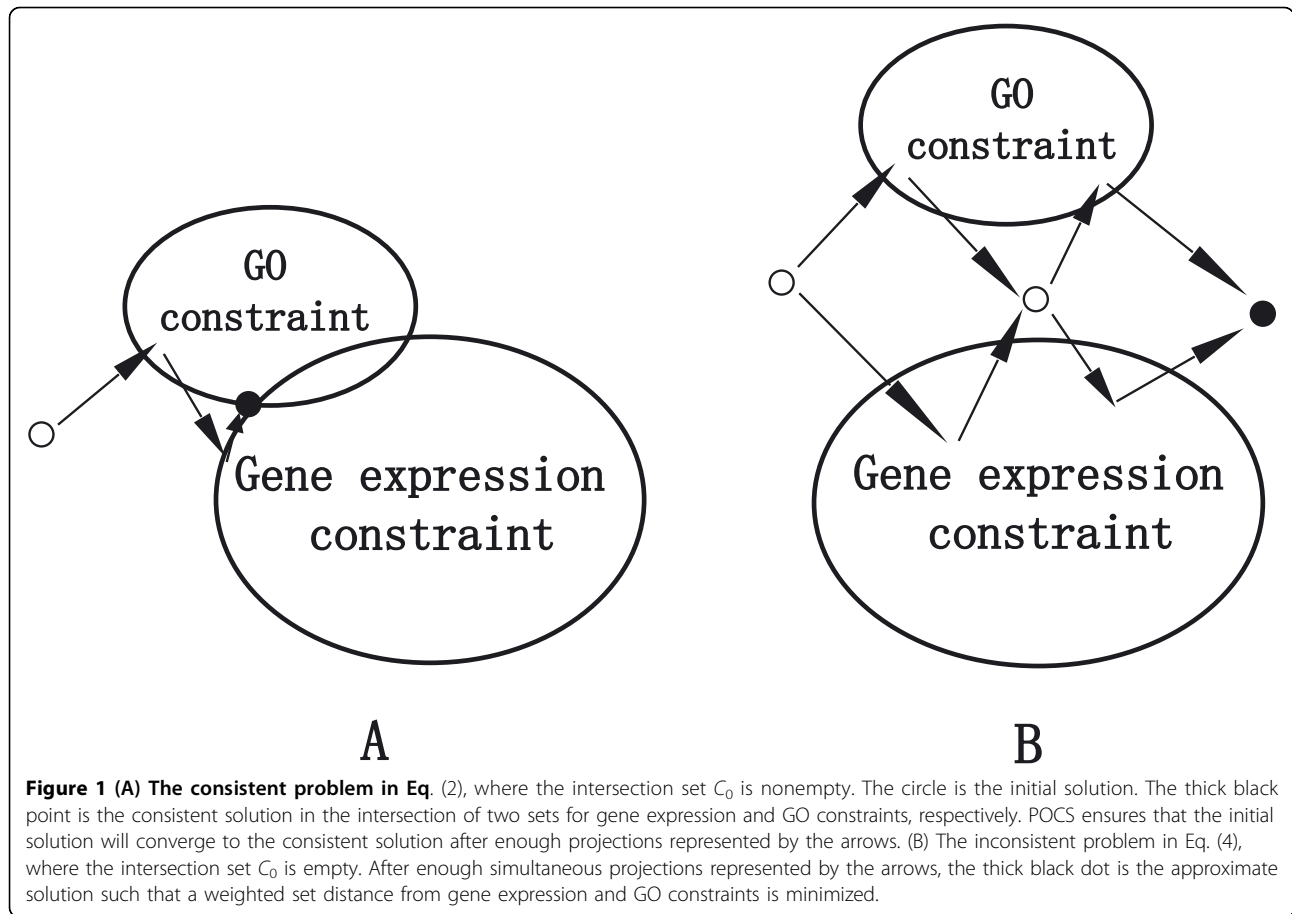 GO
constraint
Gene expression
constraint
A
GO
constraint
Gene expression
constraint
B
Figure 1 (A) The consistent problem in Eq. (2), where the intersection set C₀ is nonempty. The circle is the initial solution. The thick black
point is the consistent solution in the intersection of two sets for gene expression and GO constraints, respectively. POCS ensures that the initial
solution will converge to the consistent solution after enough projections represented by the arrows. (B) The inconsistent problem in Eq. (4),
where the intersection set C₀ is empty. After enough simultaneous projections represented by the arrows, the thick black dot is the approximate
solution such that a weighted set distance from gene expression and GO constraints is minimized.